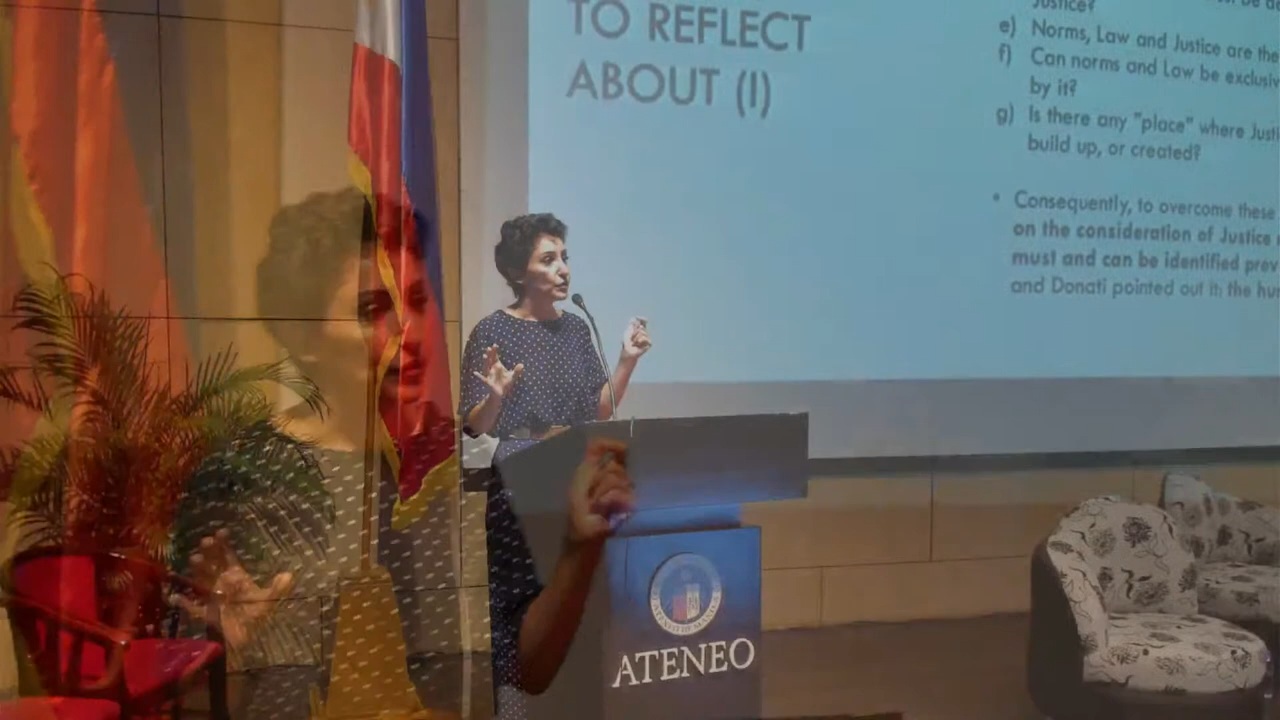 TO REFLECT
ABOUT (I)
Justice?
e) Norms, Law and Justice are the
f) Can norms and Law be exclusiv
by it?
g) Is there any "place" where Justi
build up, or created?
• Consequently, to overcome these
on the consideration of Justice
must and can be identified prev
and Donati pointed out in the hu
ATENEO